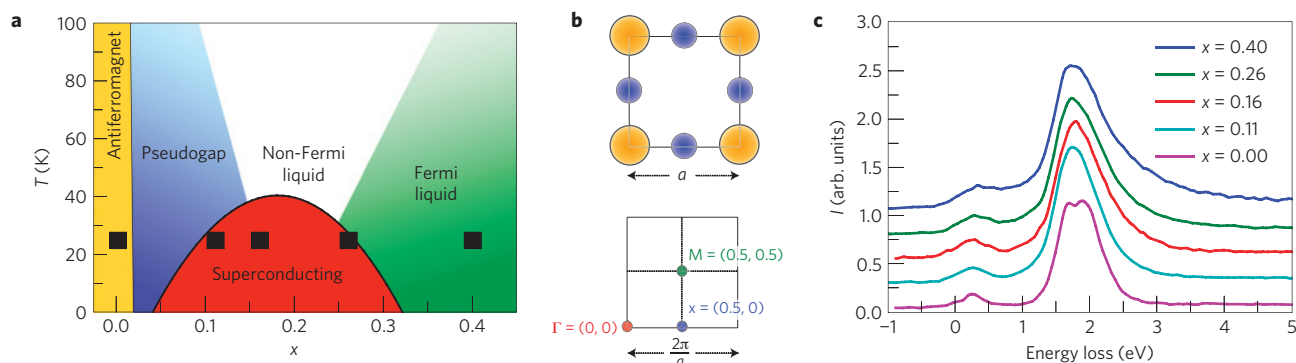 a
100
80
60
40
20
0
T (K)
Antiferromagnet
Pseudogap
Non-Fermi
liquid
Fermi
liquid
Superconducting
0.0
0.1
0.2
0.3
0.4
x
b
a
M = (0.5, 0.5)
x = (0.5, 0)
Γ = (0, 0)
2π
a
c
3.0
2.5
2.0
1.5
1.0
0.5
0.0
I (arb. units)
x = 0.40
x = 0.26
x = 0.16
x = 0.11
x = 0.00
−1
0
1
2
3
4
5
Energy loss (eV)